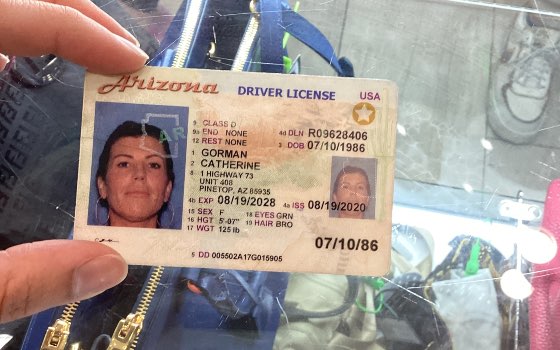 Arizona DRIVER LICENSE USA
9 CLASS D
9a END NONE 4d DLN R09628406
12 REST NONE 3 DOB 07/10/1986
1 GORMAN
2 CATHERINE
8 1 HIGHWAY 73
UNIT 408
PINETOP, AZ 85935
4b EXP 08/19/2028 4a ISS 08/19/2020
15 SEX F 18 EYES GRN
16 HGT 5'-07" 19 HAIR BRO
17 WGT 125 lb
07/10/86
5 DD 005502A17G015905